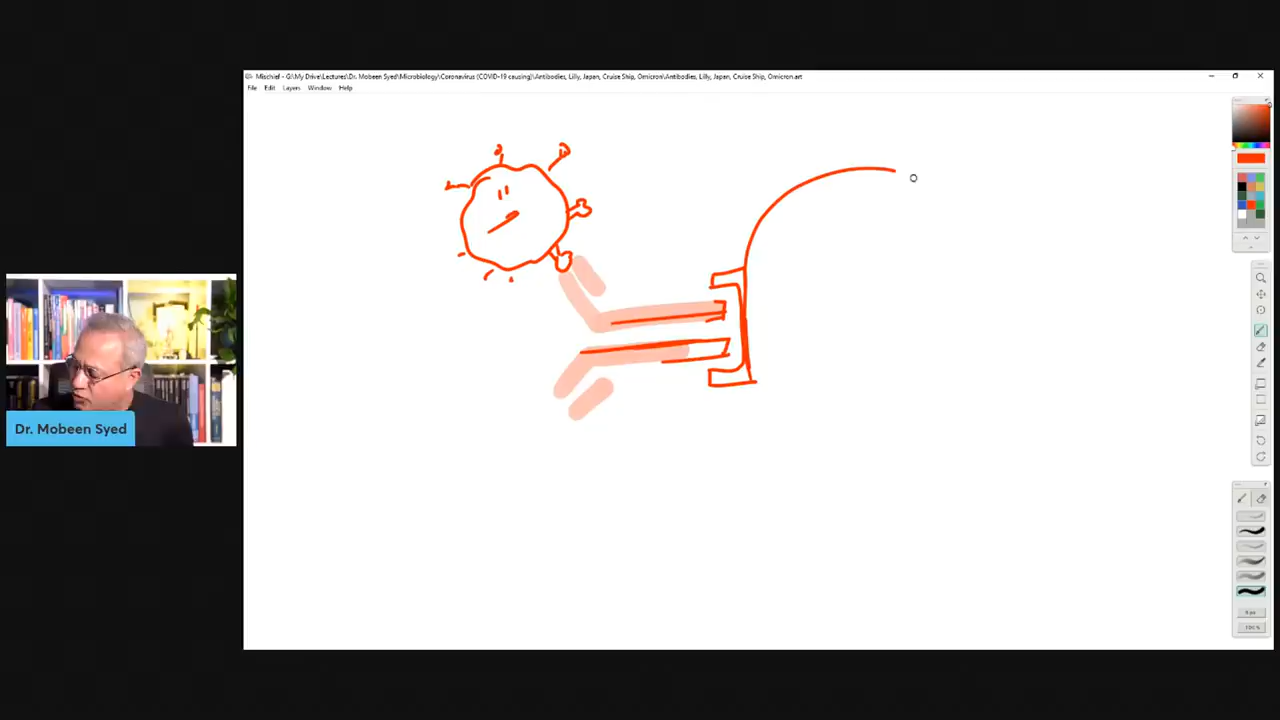 Mischief - G:\My Drive\Lectures\Dr. Mobeen Syed\Microbiology\Coronavirus (COVID-19 causing)\Antibodies, Lilly, Japan, Cruise Ship, Omicron\Antibodies, Lilly, Japan, Cruise Ship, Omicron.art
File Edit Layers Window Help
Dr. Mobeen Syed
100 %